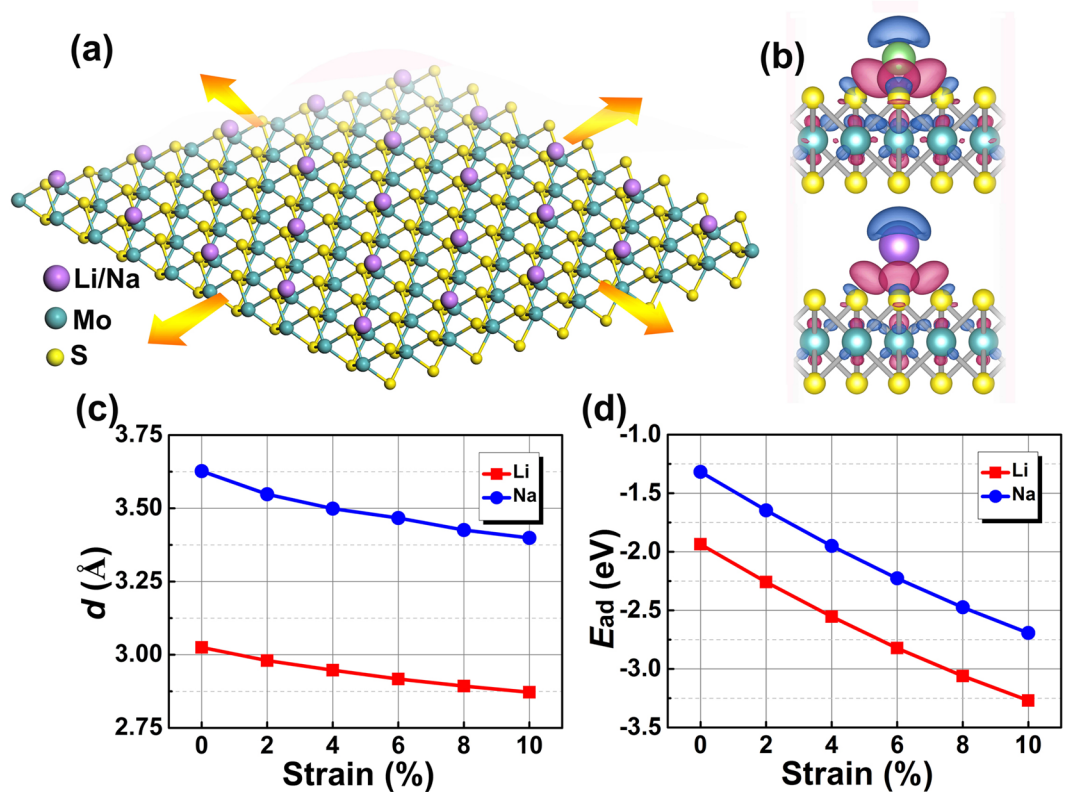 (a)
(b)
Li/Na
Mo
S
(c)
3.75
3.50
3.25
3.00
2.75
d (Å)
Li
Na
0 2 4 6 8 10
Strain (%)
(d)
-1.0
-1.5
-2.0
-2.5
-3.0
-3.5
Ead (eV)
Li
Na
0 2 4 6 8 10
Strain (%)